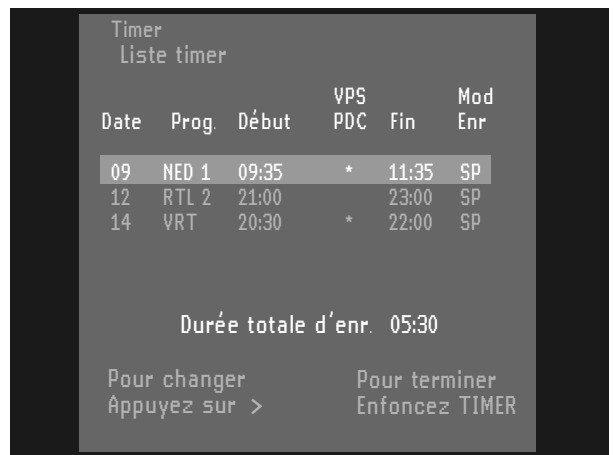 Timer
Liste timer
VPS Mod
Date Prog. Début PDC Fin Enr
09 NED 1 09:35 * 11:35 SP
12 RTL 2 21:00 23:00 SP
14 VRT 20:30 * 22:00 SP
Durée totale d'enr. 05:30
Pour changer Pour terminer
Appuyez sur > Enfoncez TIMER